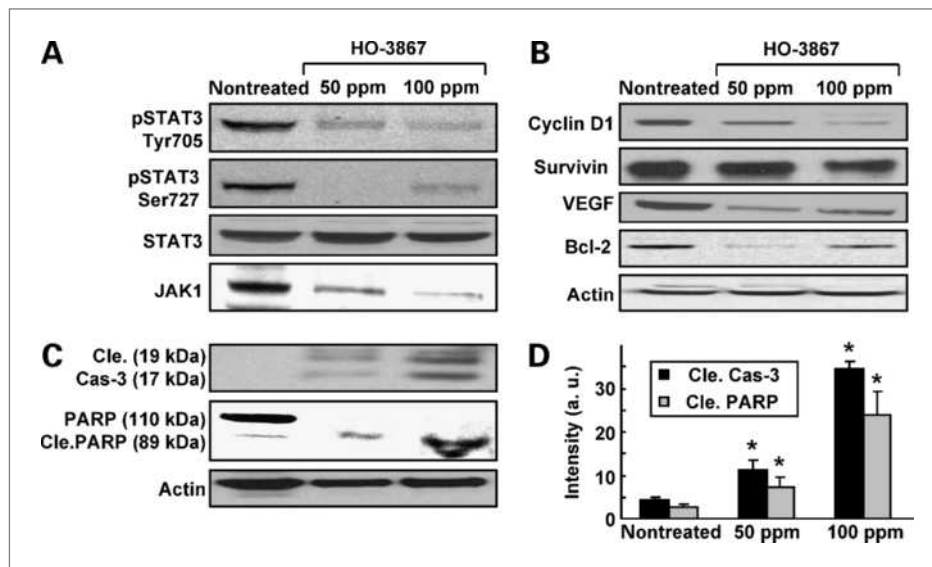 A
HO-3867
Nontreated 50 ppm 100 ppm
pSTAT3
Tyr705
pSTAT3
Ser727
STAT3
JAK1
B
HO-3867
Nontreated 50 ppm 100 ppm
Cyclin D1
Survivin
VEGF
Bcl-2
Actin
C
Cle. (19 kDa)
Cas-3 (17 kDa)
PARP (110 kDa)
Cle.PARP (89 kDa)
Actin
D
Intensity (a. u.)
30
20
10
0
Cle. Cas-3
Cle. PARP
* *
* *
Nontreated 50 ppm 100 ppm